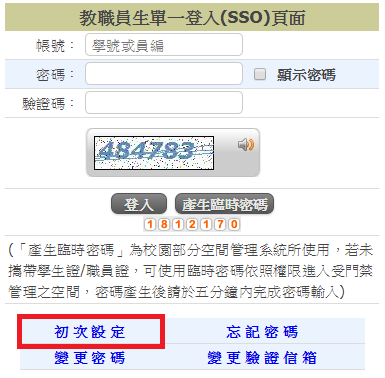 教職員生單一登入(SSO)頁面
帳號： 學號或員編
密碼： 顯示密碼
驗證碼：
484783
登入 產生臨時密碼
1812170
(「產生臨時密碼」為校園部分空間管理系統所使用，若未
攜帶學生證/職員證，可使用臨時密碼依照權限進入受門禁
管理之空間，密碼產生後請於五分鐘內完成密碼輸入)
初次設定 忘記密碼
變更密碼 變更驗證信箱